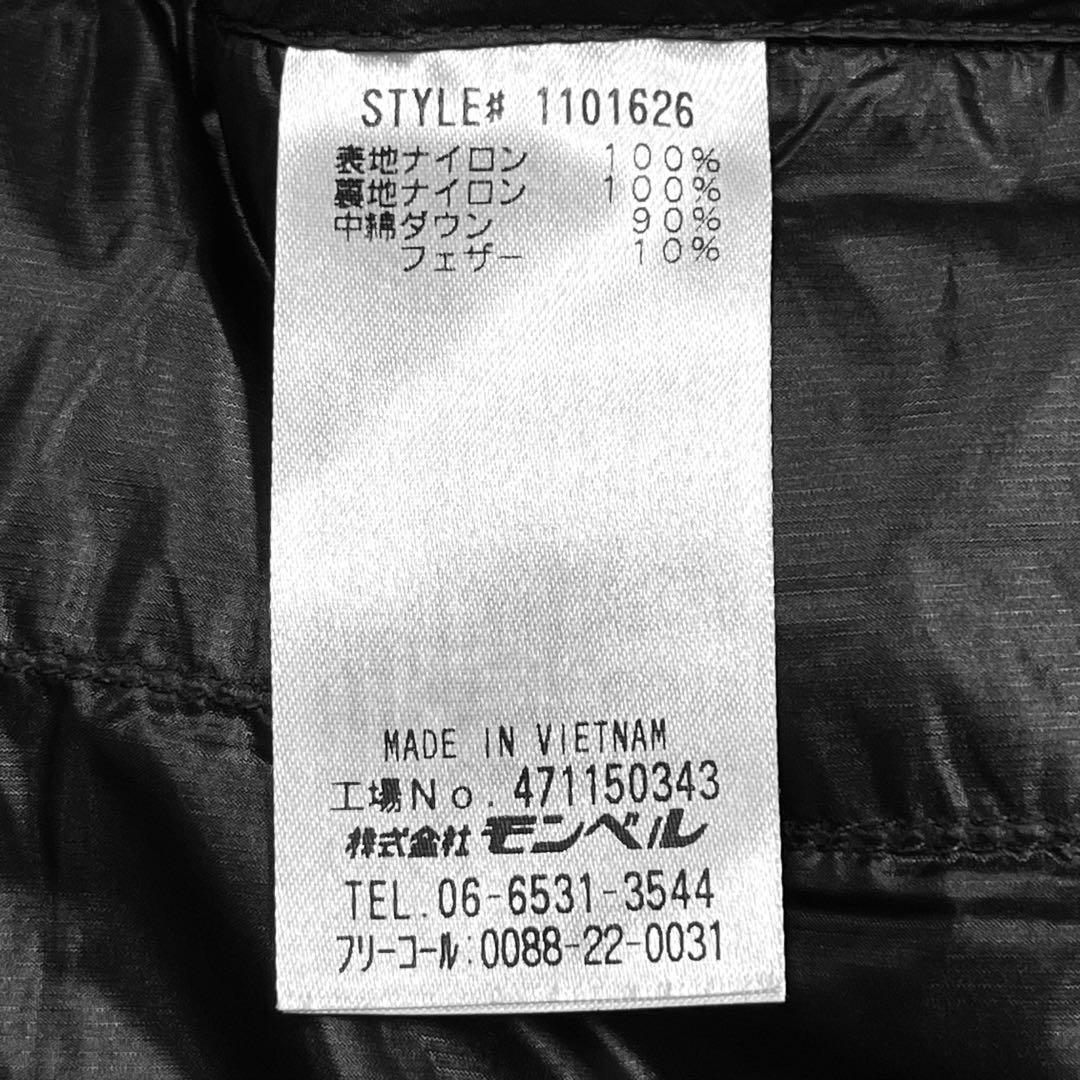 STYLE# 1101626
表地ナイロン 100%
裏地ナイロン 100%
中綿ダウン 90%
フェザー 10%
MADE IN VIETNAM
工場No. 471150343
株式会社 モンベル
TEL.06-6531-3544
フリーコール:0088-22-0031